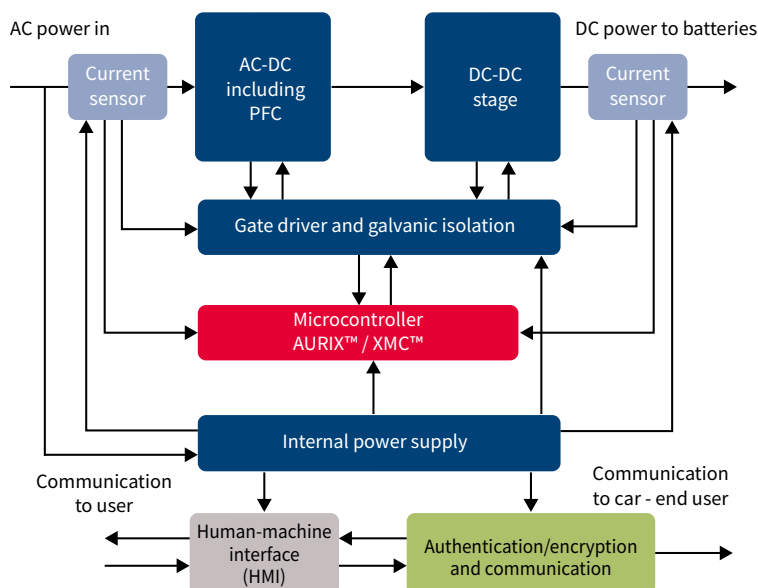 AC power in
DC power to batteries
Current
sensor
AC-DC
including
PFC
DC-DC
stage
Current
sensor
Gate driver and galvanic isolation
Microcontroller
AURIX™ / XMC™
Internal power supply
Communication
to user
Communication
to car - end user
Human-machine
interface
(HMI)
Authentication/encryption
and communication